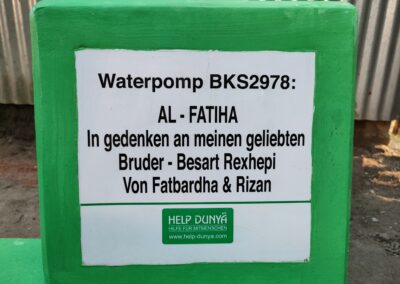 Waterpomp BKS2978:
AL - FATIHA
In gedenken an meinen geliebten
Bruder - Besart Rexhepi
Von Fatbardha & Rizan
HELP DUNYA
HILFE FÜR MITMENSCHEN
www.help-dunya.com